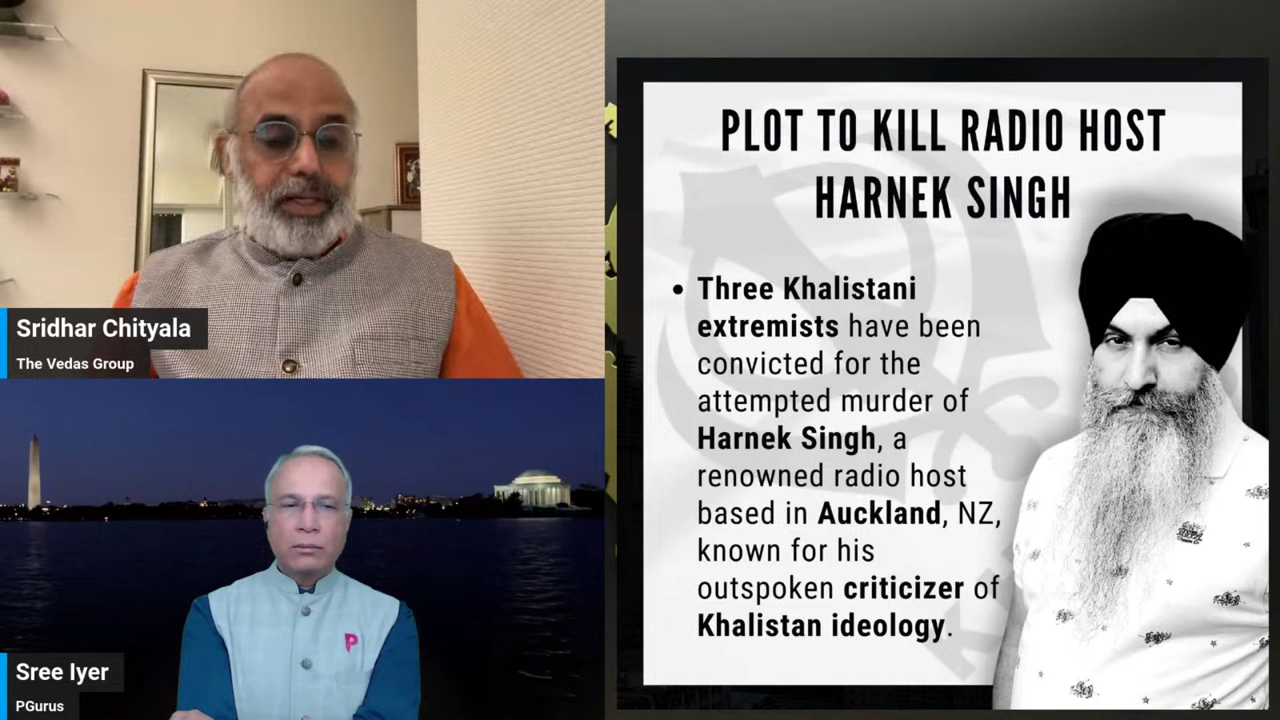 Sridhar Chityala
The Vedas Group
Sree Iyer
PGurus
PLOT TO KILL RADIO HOST
HARNEK SINGH
• Three Khalistani
extremists have been
convicted for the
attempted murder of
Harnek Singh, a
renowned radio host
based in Auckland, NZ,
known for his
outspoken criticizer of
Khalistan ideology.